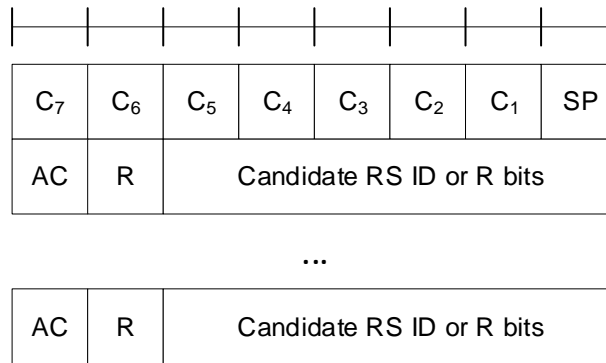 C₇ C₆ C₅ C₄ C₃ C₂ C₁ SP
AC R Candidate RS ID or R bits
...
AC R Candidate RS ID or R bits